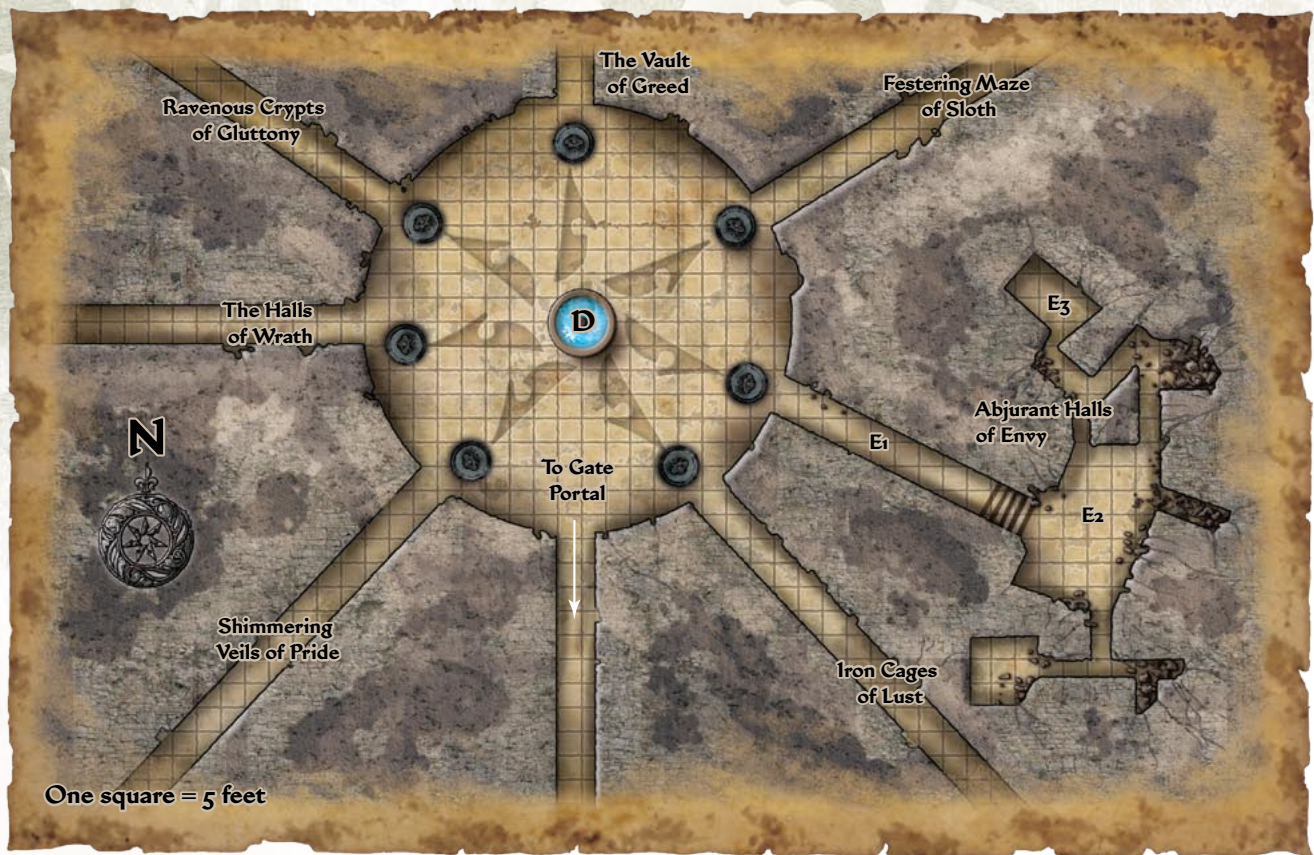 The Vault
of Greed
Ravenous Crypts
of Gluttony
Festering Maze
of Sloth
The Halls
of Wrath
D
E3
N
Abjurant Halls
of Envy
E1
To Gate
Portal
E2
Shimmering
Veils of Pride
Iron Cages
of Lust
One square = 5 feet